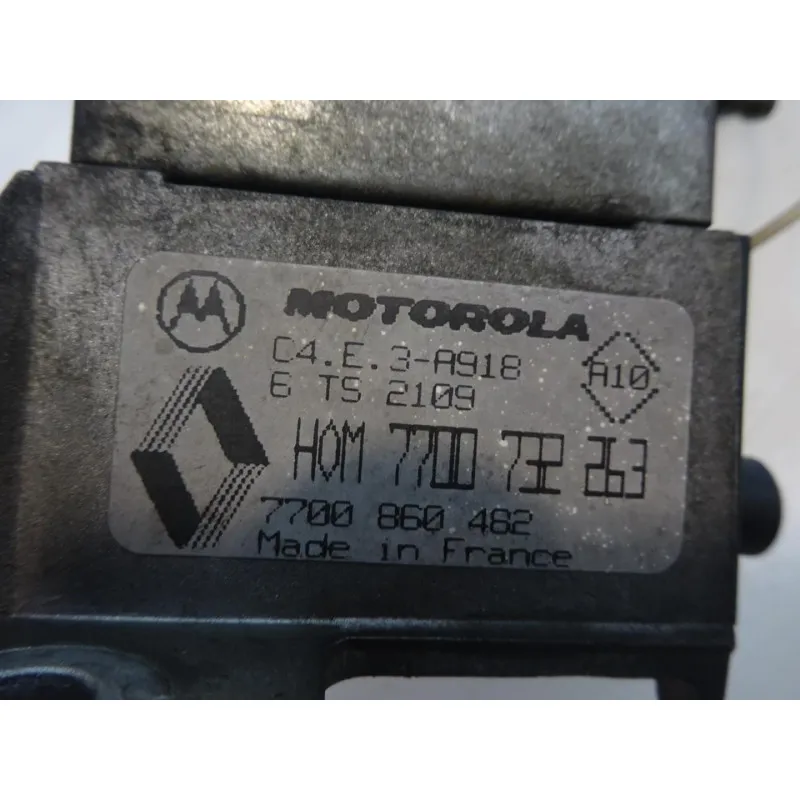 MOTOROLA
C4.E.3-A918
6 TS 2109
A10
HOM 7700 732 263
7700 860 482
Made in France